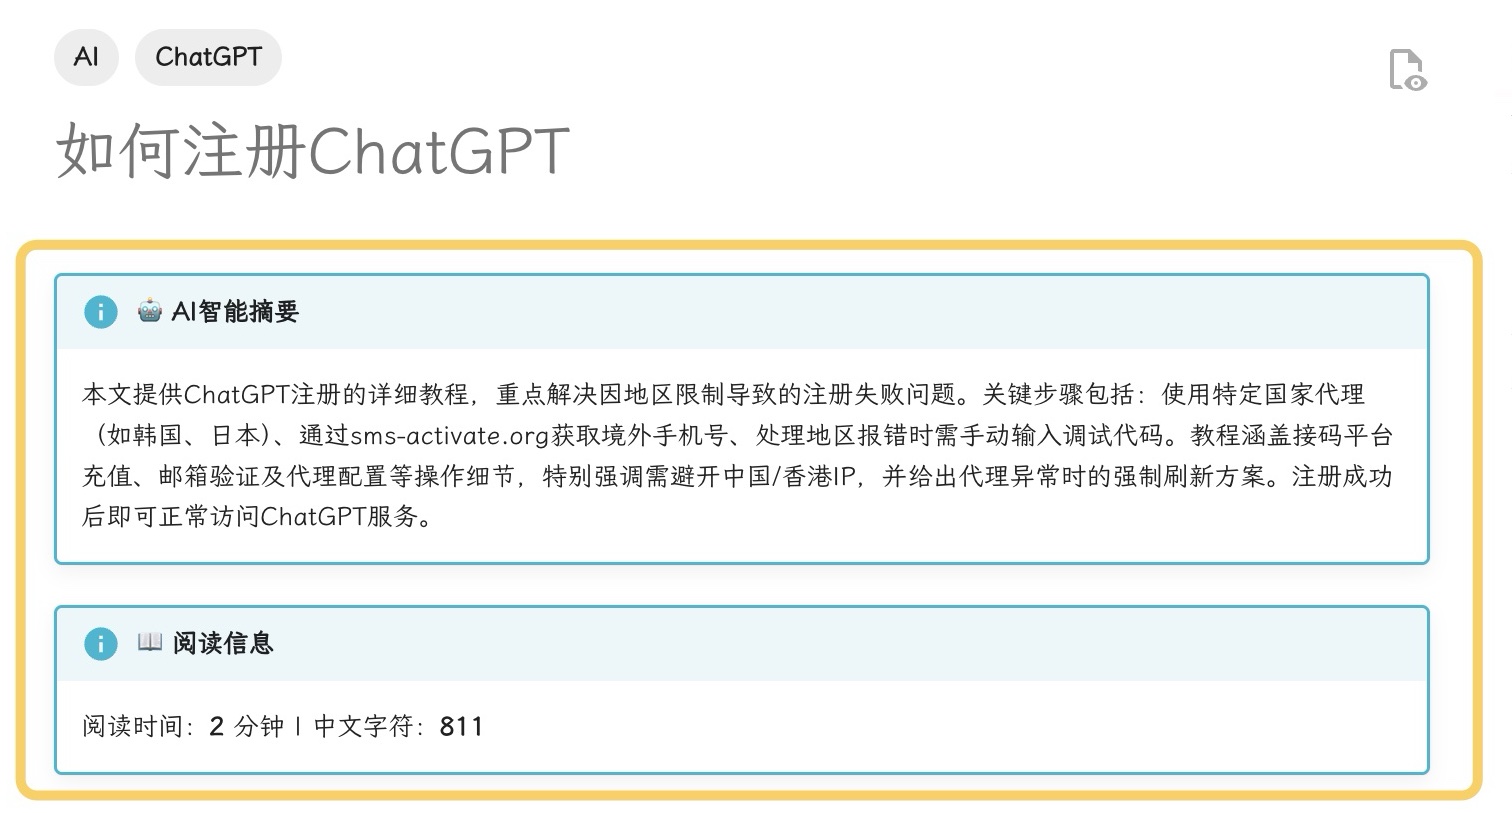 AI
ChatGPT
如何注册ChatGPT
AI智能摘要
本文提供ChatGPT注册的详细教程，重点解决因地区限制导致的注册失败问题。关键步骤包括：使用特定国家代理
（如韩国、日本）、通过sms-activate.org获取境外手机号、处理地区报错时需手动输入调试代码。教程涵盖接码平台
充值、邮箱验证及代理配置等操作细节，特别强调需避开中国/香港IP，并给出代理异常时的强制刷新方案。注册成功
后即可正常访问ChatGPT服务。
阅读信息
阅读时间：2 分钟 | 中文字符：811